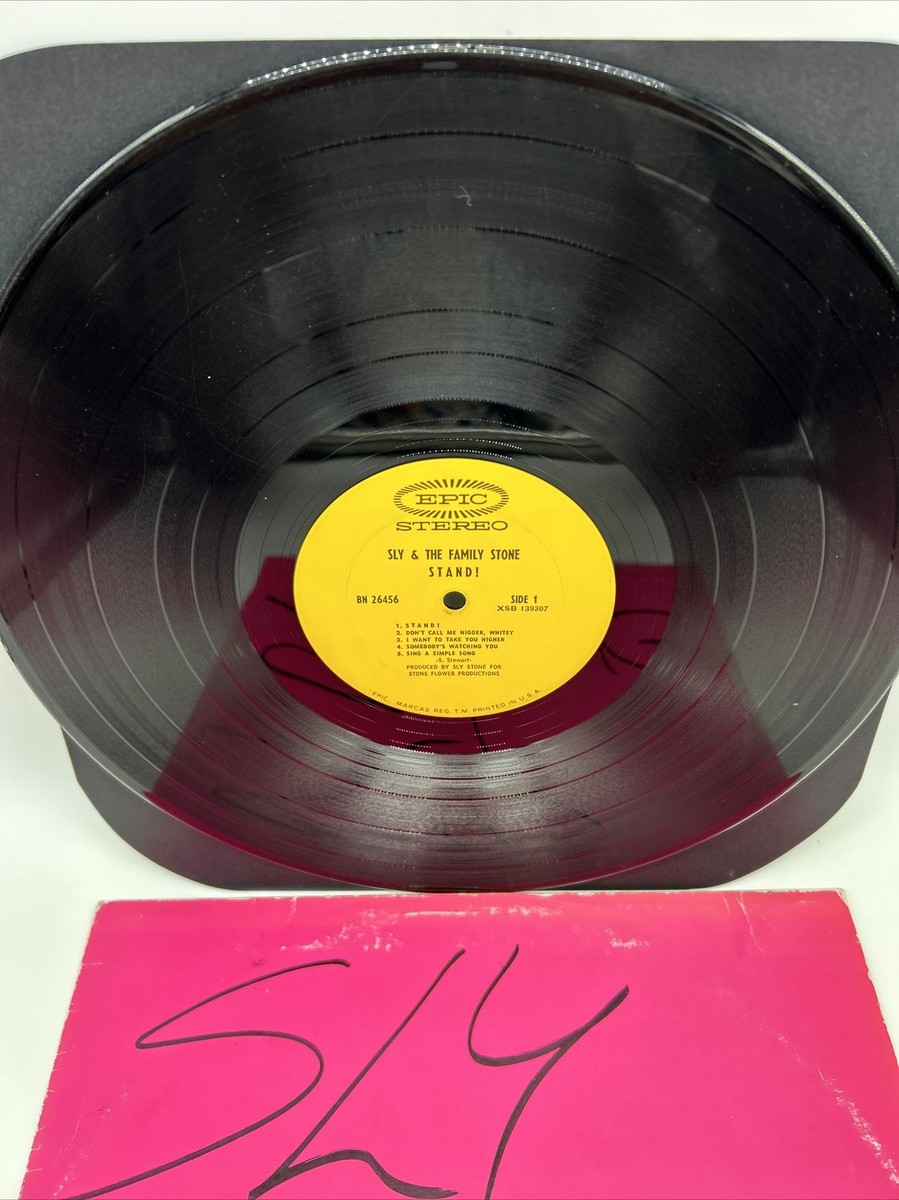 EPIC
STEREO
SLY & THE FAMILY STONE
STAND!
BN 26456
SIDE 1
XSB 139307
1. STAND!
2. DON'T CALL ME NIGGER, WHITEY
3. I WANT TO TAKE YOU HIGHER
4. SOMEBODY'S WATCHING YOU
5. SING A SIMPLE SONG
-S. Stewart-
PRODUCED BY SLY STONE FOR
STONE FLOWER PRODUCTIONS
"EPIC", MARCAS REG. T.M. PRINTED IN U.S.A.
SLY